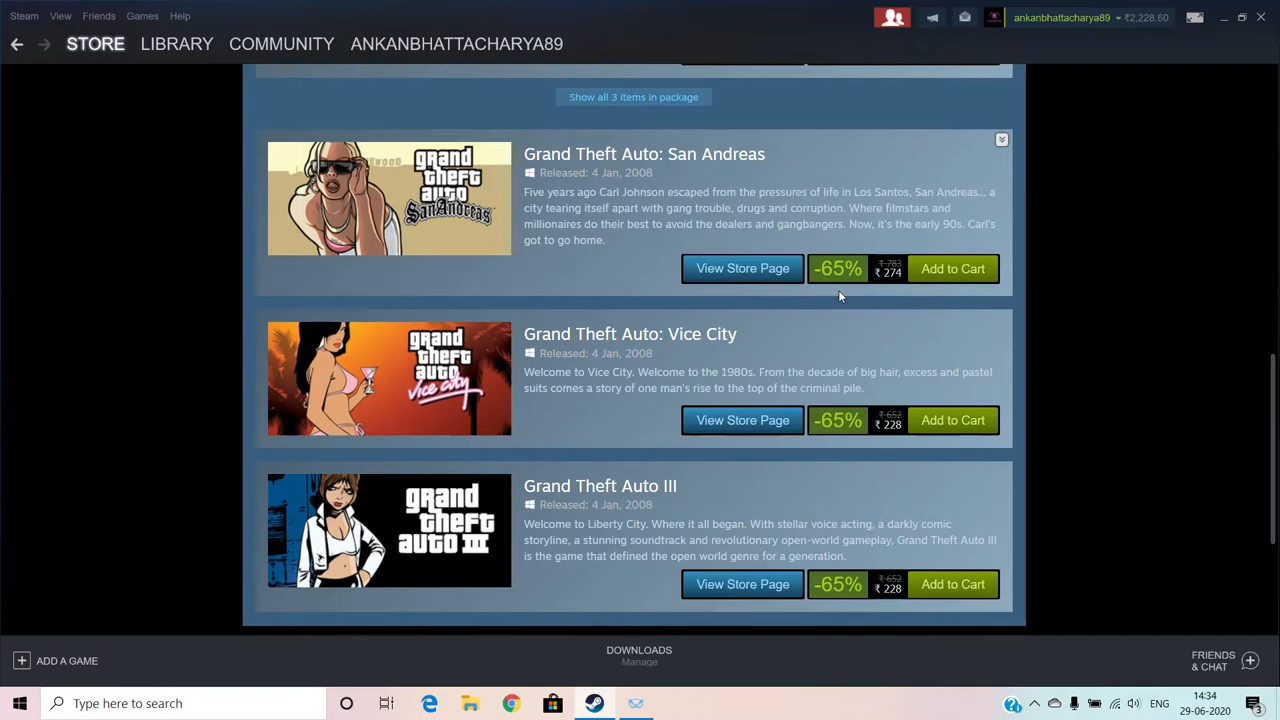 Steam View Friends Games Help
ankanbhattacharya89 ₹2,228.60
STORE LIBRARY COMMUNITY ANKANBHATTACHARYA89
Show all 3 items in package
grand theft auto San Andreas
Grand Theft Auto: San Andreas
Released: 4 Jan, 2008
Five years ago Carl Johnson escaped from the pressures of life in Los Santos, San Andreas... a
city tearing itself apart with gang trouble, drugs and corruption. Where filmstars and
millionaires do their best to avoid the dealers and gangbangers. Now, it's the early 90s. Carl's
got to go home.
View Store Page -65% ₹ 783 ₹ 274 Add to Cart
grand theft auto vice city
Grand Theft Auto: Vice City
Released: 4 Jan, 2008
Welcome to Vice City. Welcome to the 1980s. From the decade of big hair, excess and pastel
suits comes a story of one man's rise to the top of the criminal pile.
View Store Page -65% ₹ 652 ₹ 228 Add to Cart
grand theft auto III
Grand Theft Auto III
Released: 4 Jan, 2008
Welcome to Liberty City. Where it all began. With stellar voice acting, a darkly comic
storyline, a stunning soundtrack and revolutionary open-world gameplay, Grand Theft Auto III
is the game that defined the open world genre for a generation.
View Store Page -65% ₹ 652 ₹ 228 Add to Cart
ADD A GAME
DOWNLOADS
Manage
FRIENDS
& CHAT
Type here to search
ENG
14:34
29-06-2020
3